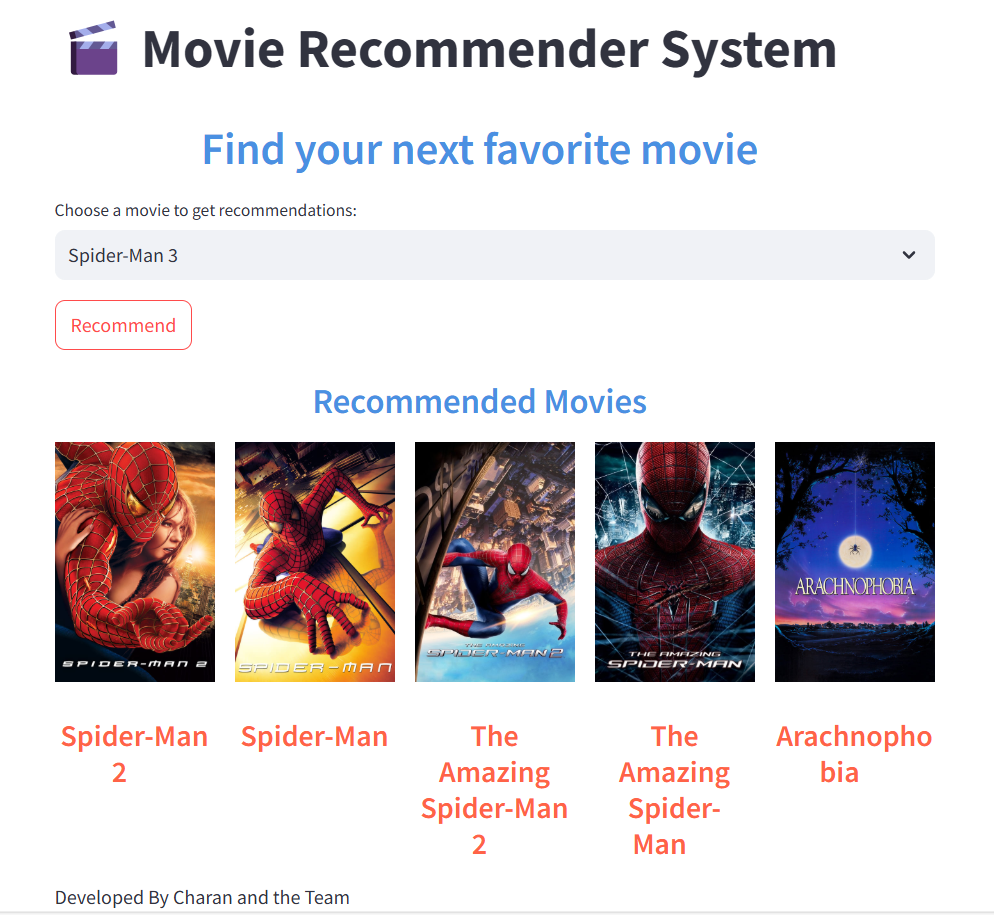 Movie Recommender System
Find your next favorite movie
Choose a movie to get recommendations:
Spider-Man 3
Recommend
Recommended Movies
SPIDER-MAN 2
SPIDER-MAN
THE AMAZING
SPIDER-MAN 2
THE AMAZING
SPIDER-MAN
ARACHNOPHOBIA
Spider-Man
2
Spider-Man
The
Amazing
Spider-Man
2
The
Amazing
Spider-
Man
Arachnopho
bia
Developed By Charan and the Team